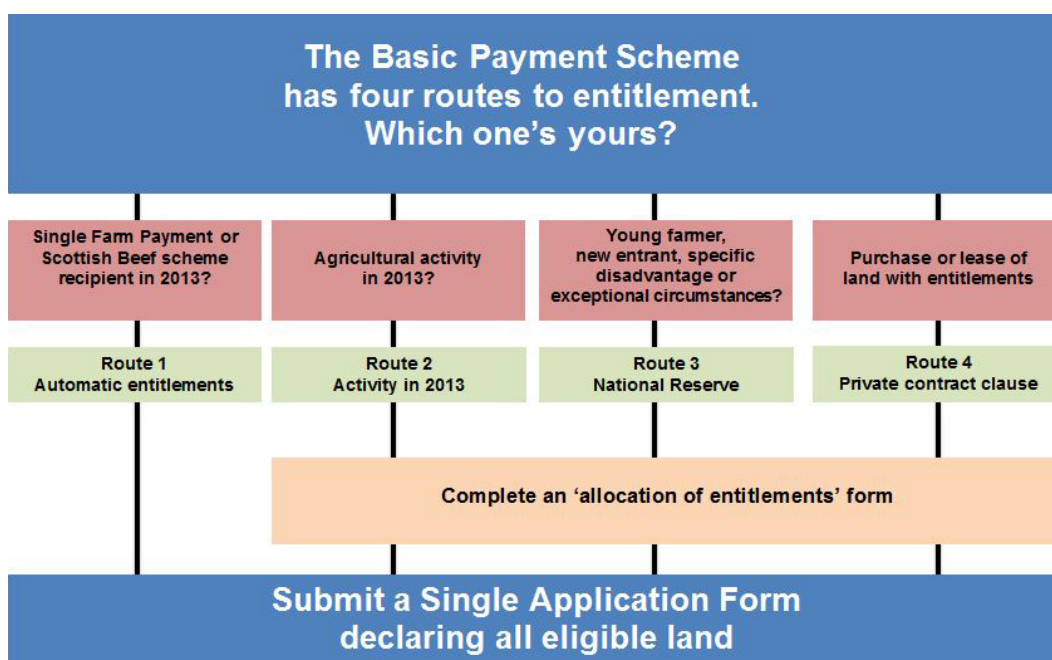 The Basic Payment Scheme
has four routes to entitlement.
Which one's yours?
Single Farm Payment or
Scottish Beef scheme
recipient in 2013?
Agricultural activity
in 2013?
Young farmer,
new entrant, specific
disadvantage or
exceptional circumstances?
Purchase or lease of
land with entitlements
Route 1
Automatic entitlements
Route 2
Activity in 2013
Route 3
National Reserve
Route 4
Private contract clause
Complete an ‘allocation of entitlements’ form
Submit a Single Application Form
declaring all eligible land